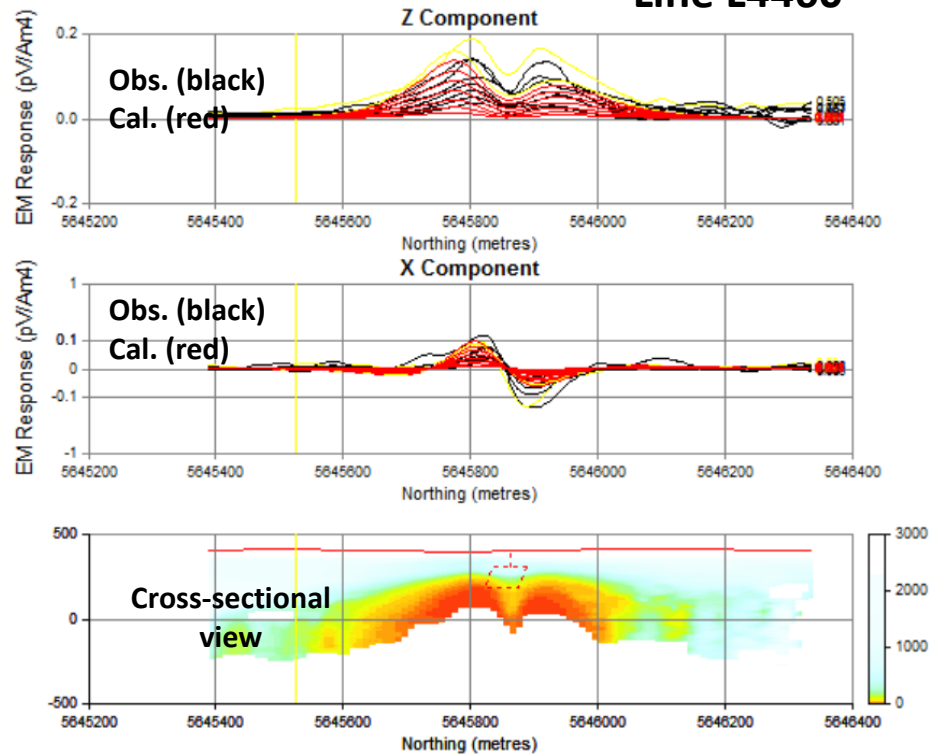 Z Component
EM Response (pV/Am4)
0.2
0.0
-0.2
Obs. (black)
Cal. (red)
5645200 5645400 5645600 5645800 5646000 5646200 5646400
Northing (metres)
X Component
EM Response (pV/Am4)
1
0.1
0
-0.1
-1
Obs. (black)
Cal. (red)
5645200 5645400 5645600 5645800 5646000 5646200 5646400
Northing (metres)
500
0
-500
Cross-sectional
view
3000
2000
1000
0
5645200 5645400 5645600 5645800 5646000 5646200 5646400
Northing (metres)